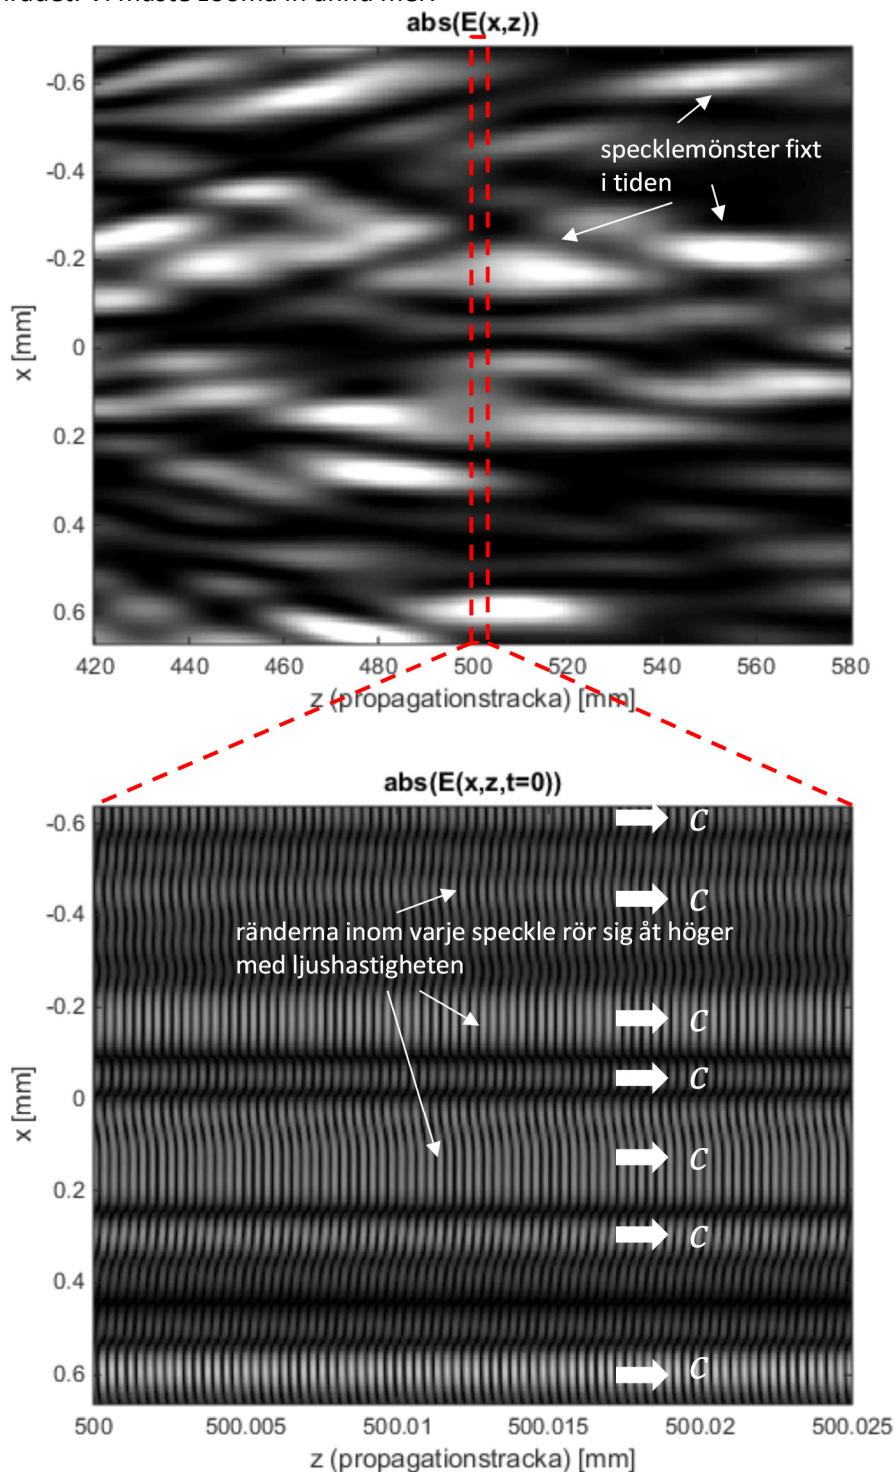 abs(E(x,z))
-0.6
-0.4
-0.2
0
0.2
0.4
0.6
x [mm]
specklemönster fixt
i tiden
420
440
460
480
500
520
540
560
580
z (propagationstracka) [mm]
abs(E(x,z,t=0))
-0.6
-0.4
-0.2
0
0.2
0.4
0.6
x [mm]
c
c
ränderna inom varje speckle rör sig åt höger
med ljushastigheten
c
c
c
c
c
500
500.005
500.01
500.015
500.02
500.025
z (propagationstracka) [mm]